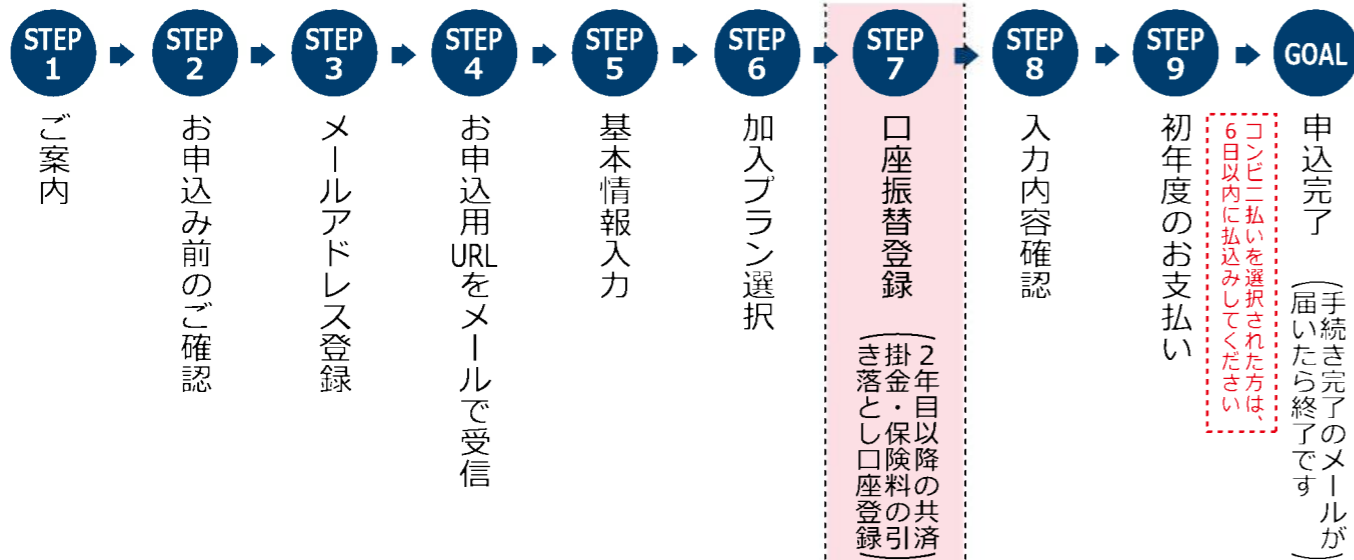 STEP
1
ご案内
STEP
2
お申込み前のご確認
STEP
3
メールアドレス登録
STEP
4
お申込用URLをメールで受信
STEP
5
基本情報入力
STEP
6
加入プラン選択
STEP
7
口座振替登録
(2年目以降の共済
掛金・保険料の引
き落とし口座登録)
STEP
8
入力内容確認
STEP
9
初年度のお支払い
コンビニ払いを選択された方は、
6日以内に払込みしてください
GOAL
申込完了
(手続き完了のメールが
届いたら終了です)